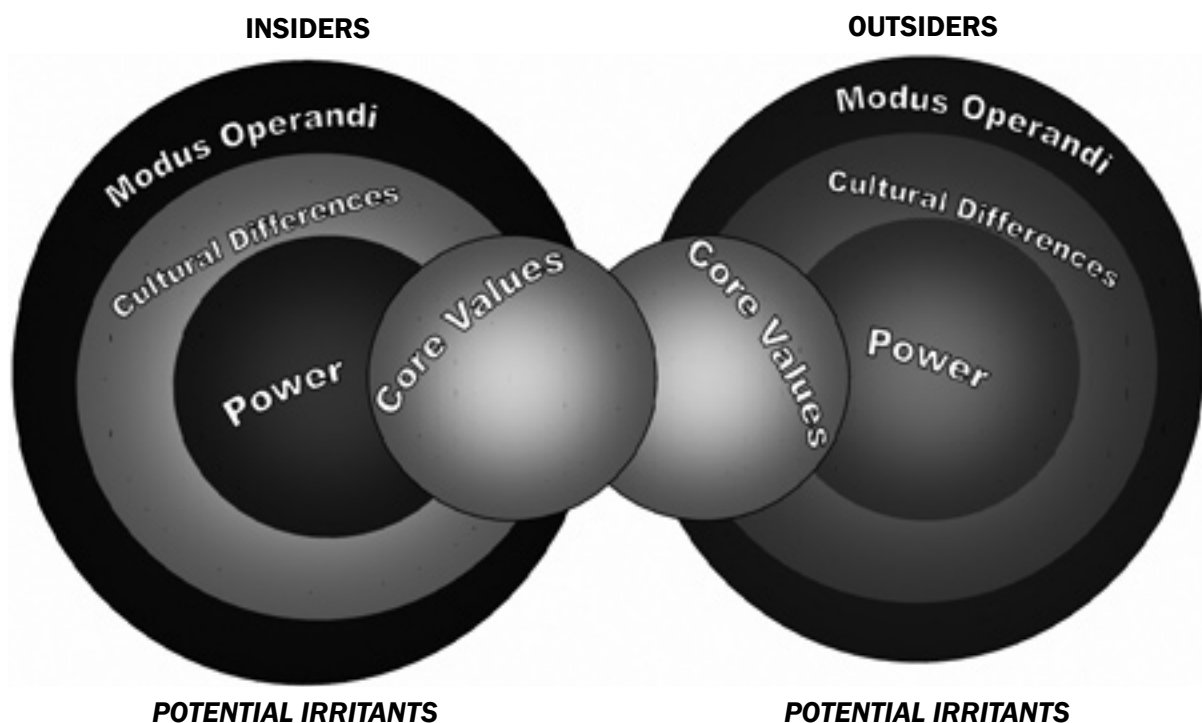 INSIDERS
OUTSIDERS
Modus Operandi
Cultural Differences
Power
Core Values
Modus Operandi
Cultural Differences
Core Values
Power
POTENTIAL IRRITANTS
POTENTIAL IRRITANTS